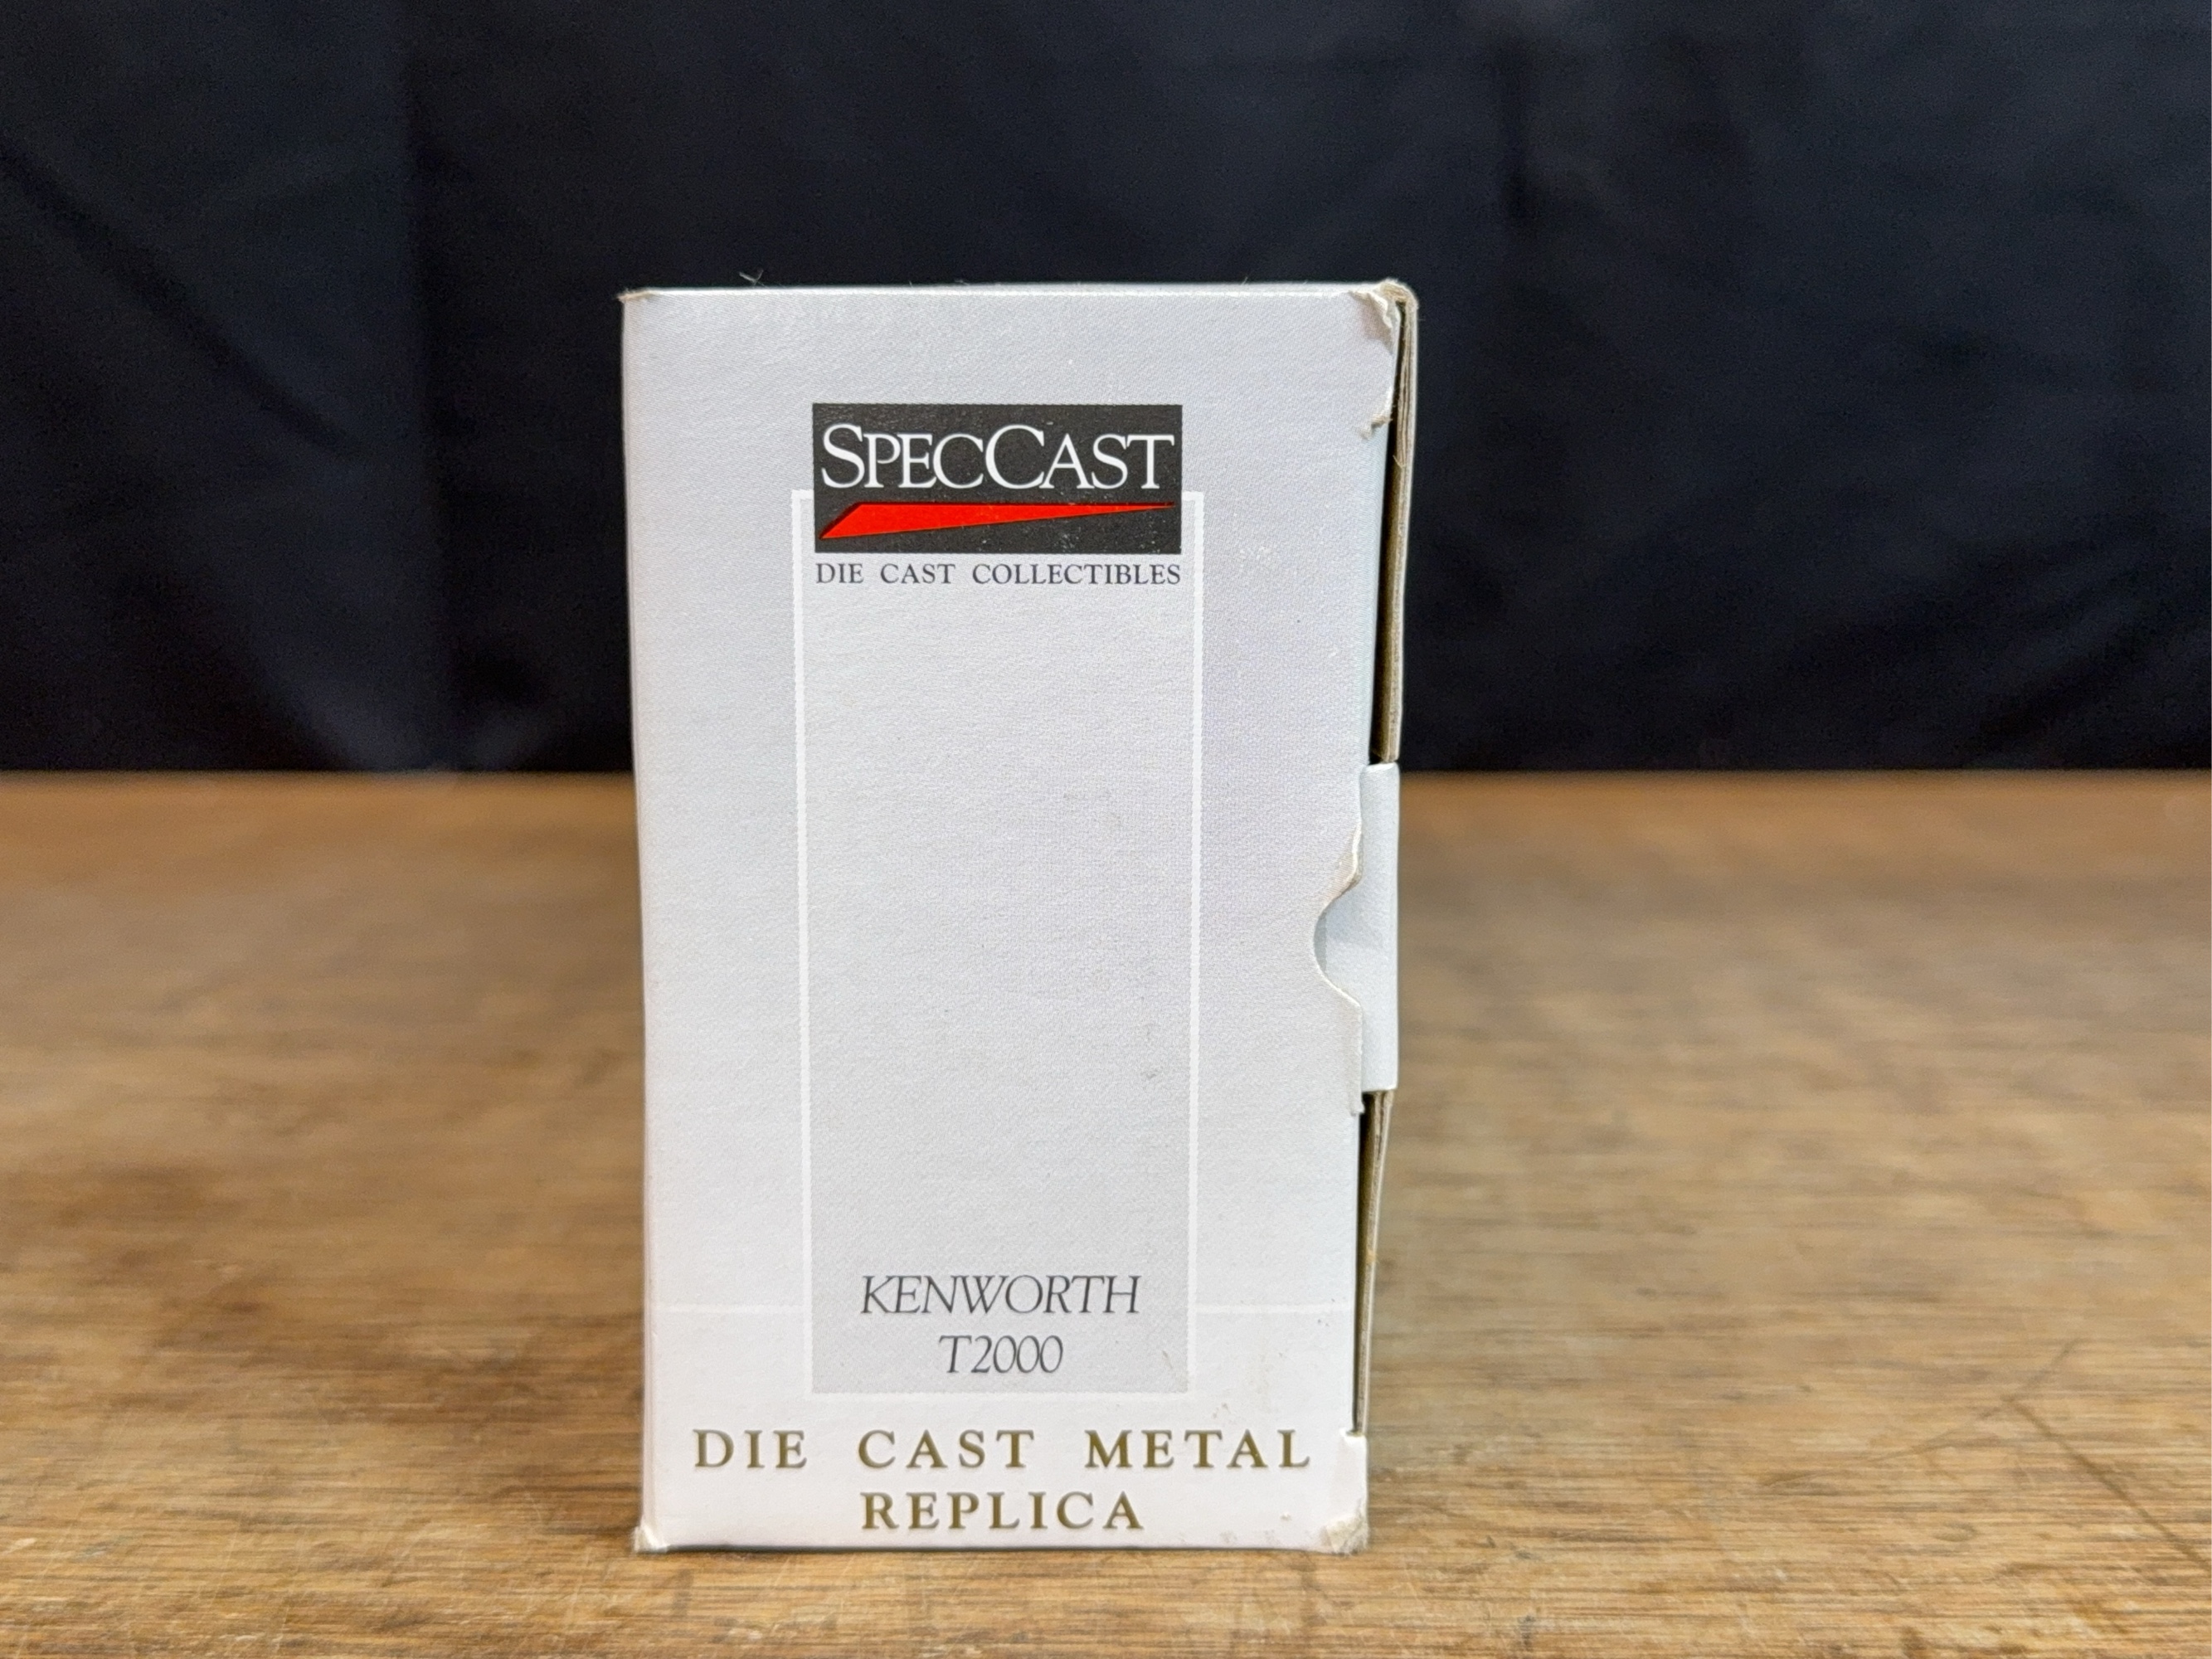 SPECCAST
DIE CAST COLLECTIBLES
KENWORTH
T2000
DIE CAST METAL
REPLICA